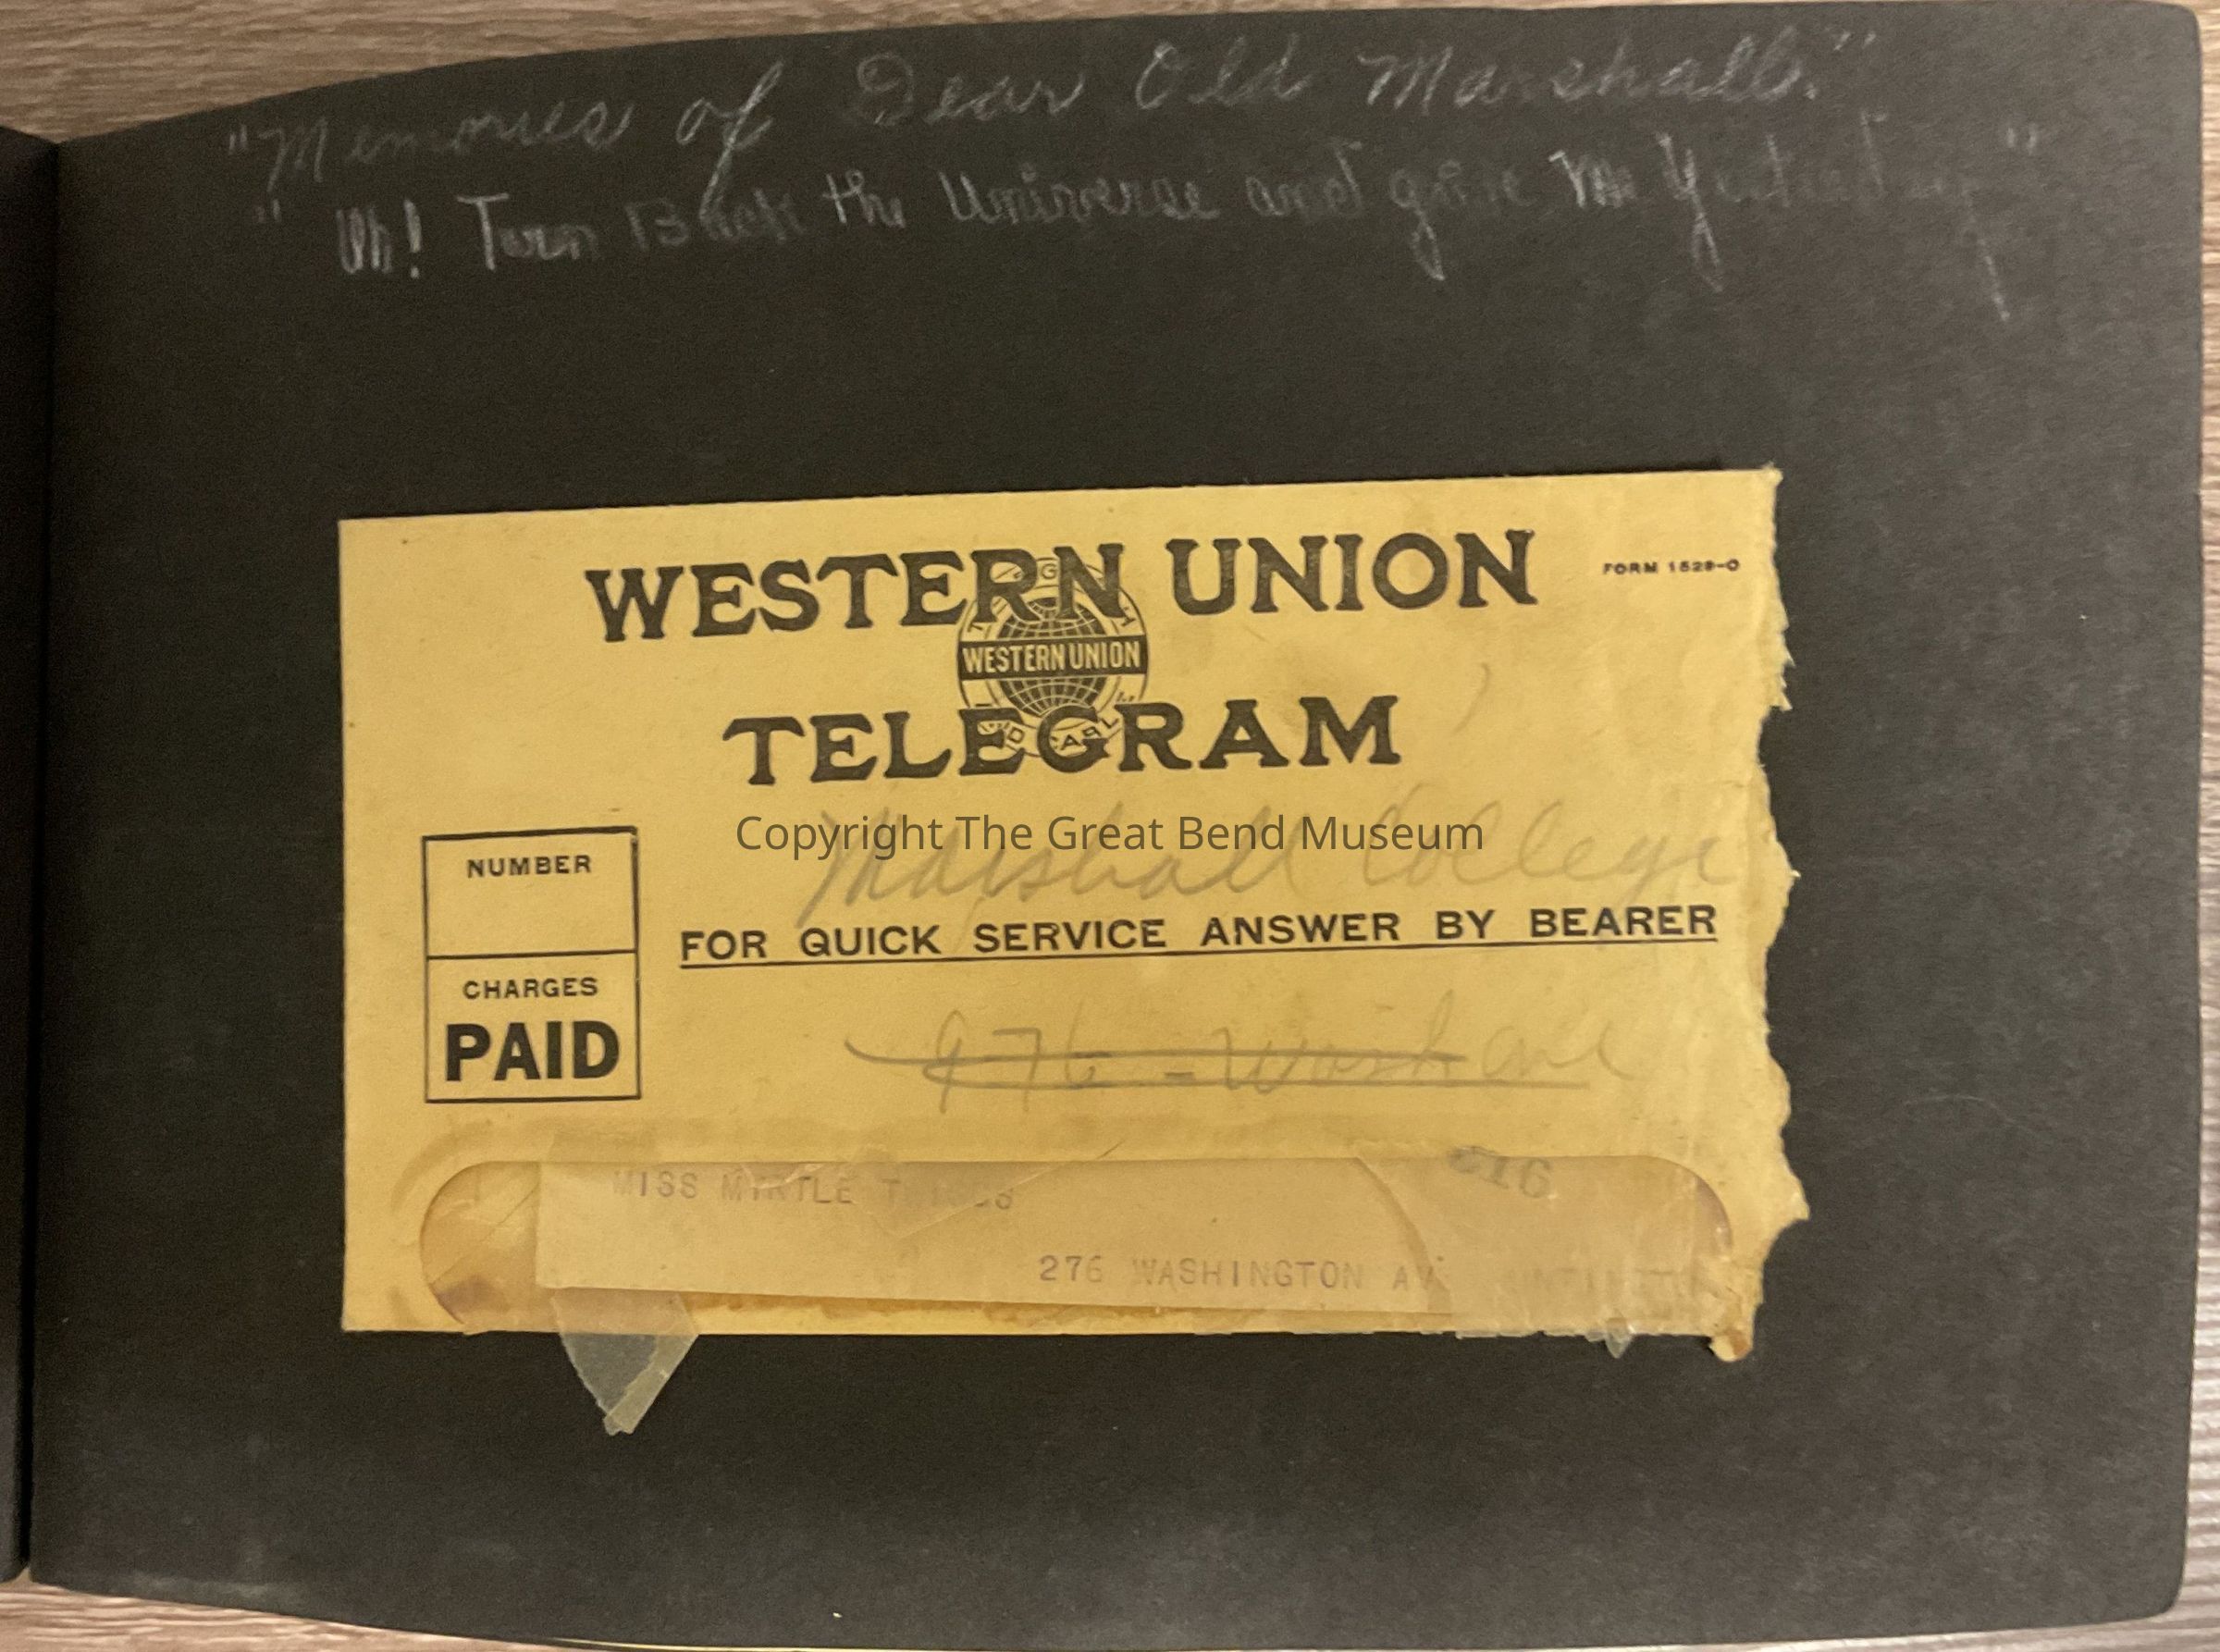 "Memories of Dear Old Marshall."
"Oh! Turn Back the Universe and give Me Yesterday"
WESTERN UNION
FORM 1529-O
WESTERN UNION
TELEGRAM
Marshall College
Copyright The Great Bend Museum
NUMBER
FOR QUICK SERVICE ANSWER BY BEARER
CHARGES
PAID
976 - Wash ave
MISS MYRTLE
276 WASHINGTON AV